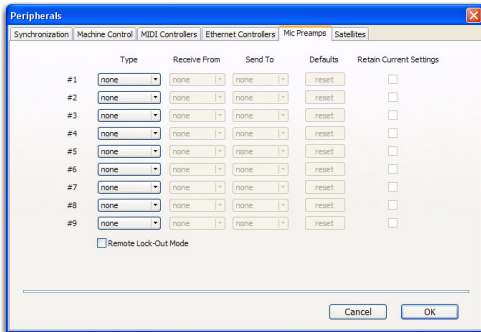 Peripherals
Synchronization Machine Control MIDI Controllers Ethernet Controllers Mic Preamps Satellites
Type Receive From Send To Defaults Retain Current Settings
#1 none none none reset
#2 none none none reset
#3 none none none reset
#4 none none none reset
#5 none none none reset
#6 none none none reset
#7 none none none reset
#8 none none none reset
#9 none none none reset
Remote Lock-Out Mode
Cancel OK